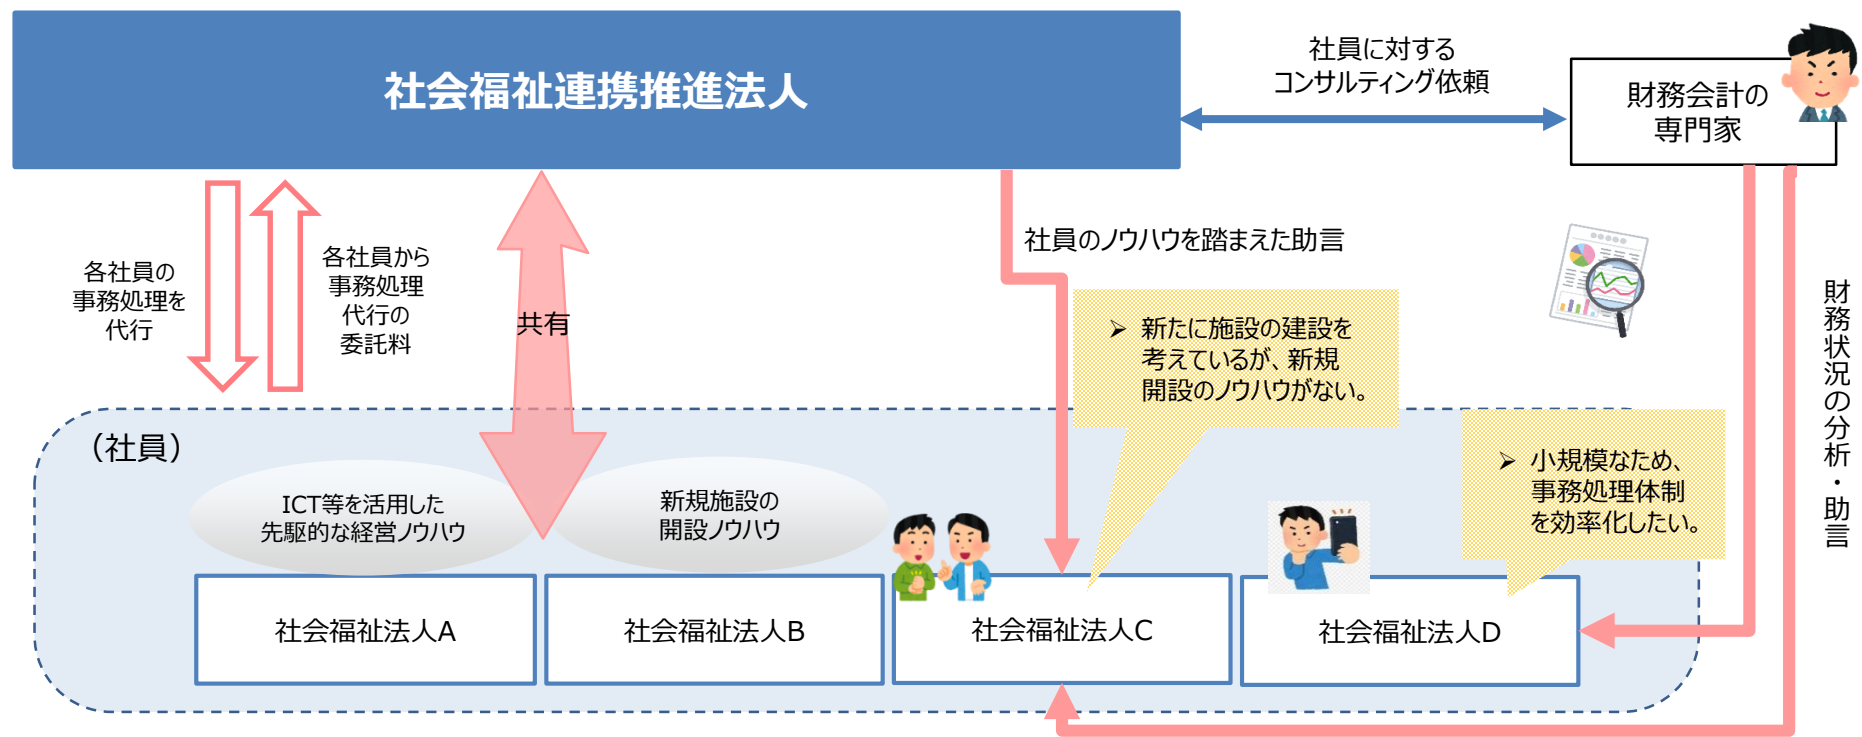 社会福祉連携推進法人
社員に対する
コンサルティング依頼
財務会計の
専門家
各社員の
事務処理を
代行
各社員から
事務処理
代行の
委託料
共有
社員のノウハウを踏まえた助言
➢ 新たに施設の建設を
考えているが、新規
開設のノウハウがない。
財務状況の分析・助言
（社員）
ICT等を活用した
先駆的な経営ノウハウ
新規施設の
開設ノウハウ
➢ 小規模なため、
事務処理体制
を効率化したい。
社会福祉法人A
社会福祉法人B
社会福祉法人C
社会福祉法人D